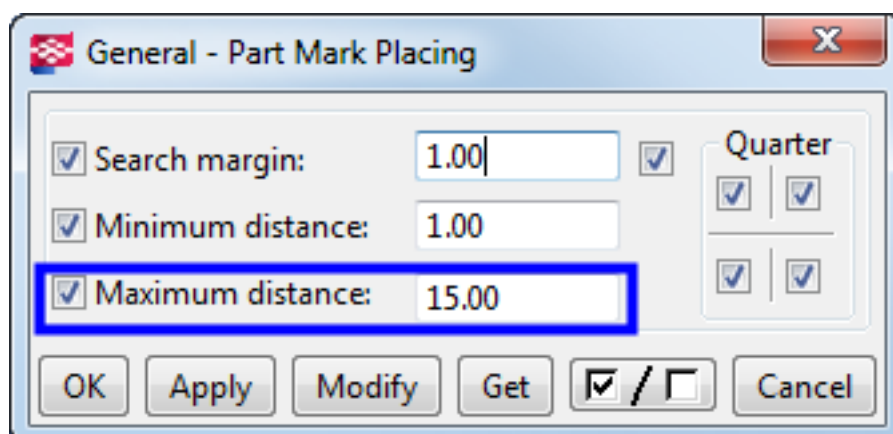 General - Part Mark Placing
Search margin: 1.00
Quarter
Minimum distance: 1.00
Maximum distance: 15.00
OK Apply Modify Get / Cancel